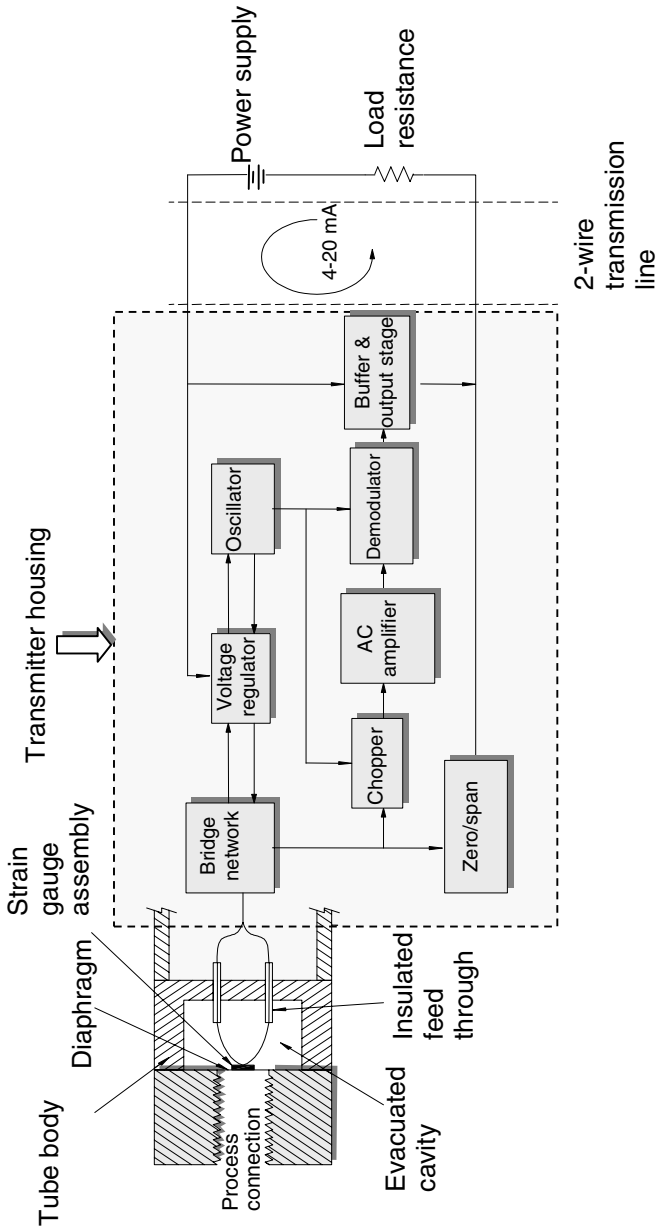 Transmitter housing
Strain
gauge
assembly
Diaphragm
Tube body
Process
connection
Evacuated
cavity
Insulated
feed
through
Bridge
network
Voltage
regulator
Oscillator
Chopper
AC
amplifier
Demodulator
Buffer &
output stage
Zero/span
4-20 mA
Power supply
Load
resistance
2-wire
transmission
line